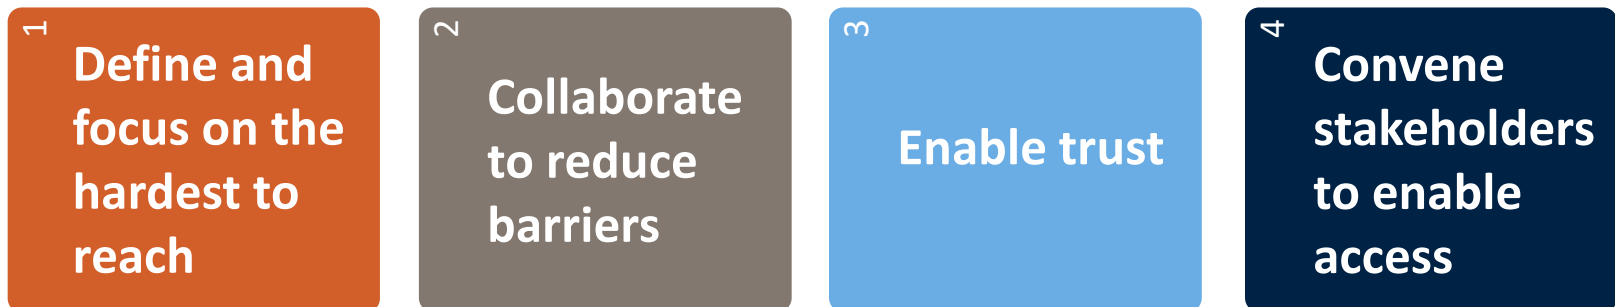 1
Define and
focus on the
hardest to
reach
2
Collaborate
to reduce
barriers
3
Enable trust
4
Convene
stakeholders
to enable
access